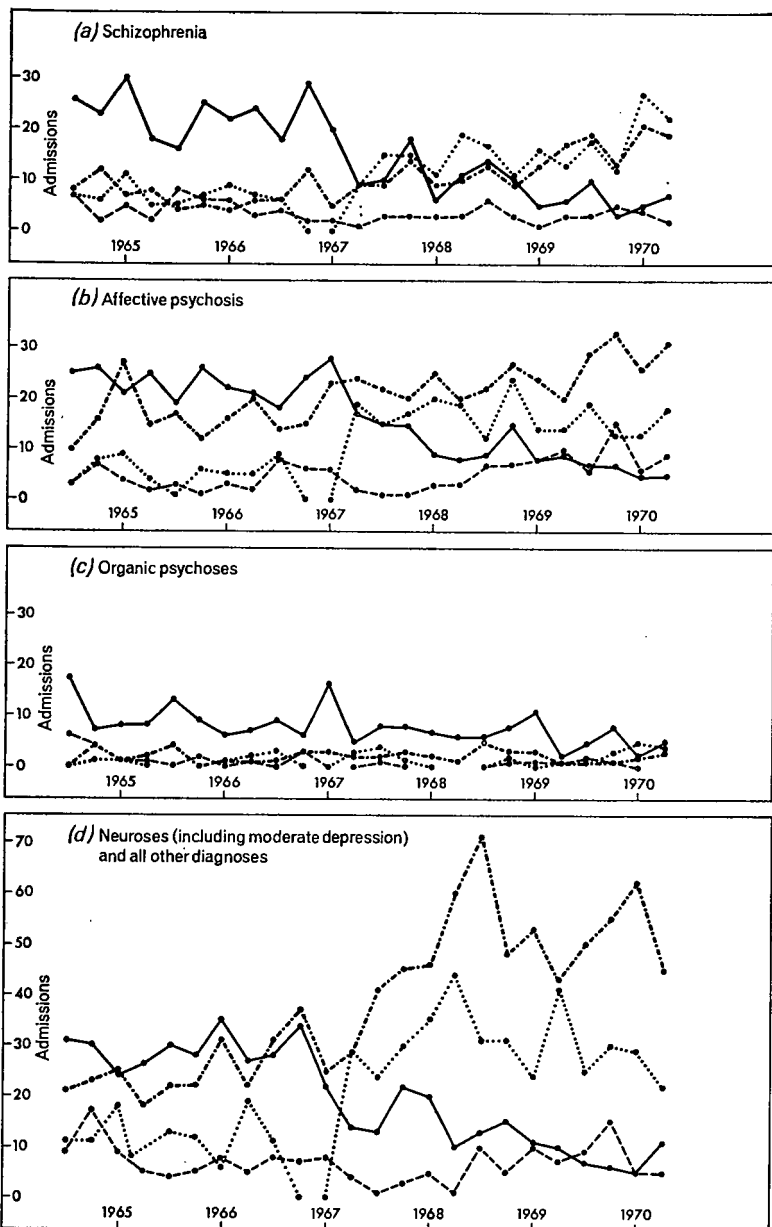 (a) Schizophrenia
30
20
10
0
Admissions
1965 1966 1967 1968 1969 1970
(b) Affective psychosis
30
20
10
0
Admissions
1965 1966 1967 1968 1969 1970
(c) Organic psychoses
30
20
10
0
Admissions
1965 1966 1967 1968 1969 1970
(d) Neuroses (including moderate depression)
and all other diagnoses
70
60
50
40
30
20
10
0
Admissions
1965 1966 1967 1968 1969 1970